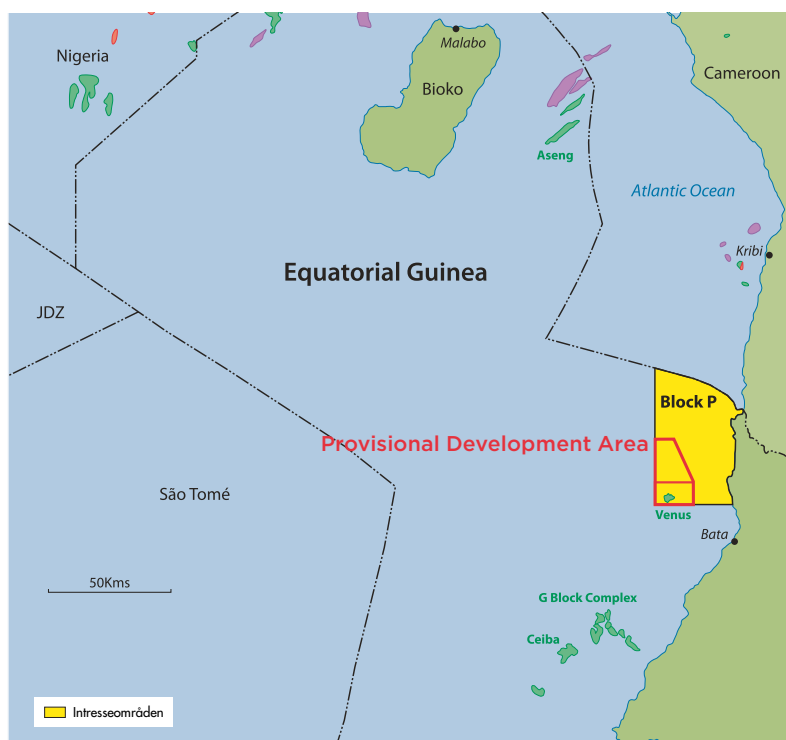 Malabo
Nigeria
Bioko
Cameroon
Aseng
Atlantic Ocean
Kribi
Equatorial Guinea
JDZ
Block P
Provisional Development Area
São Tomé
Venus
Bata
50Kms
G Block Complex
Ceiba
Intresseområden